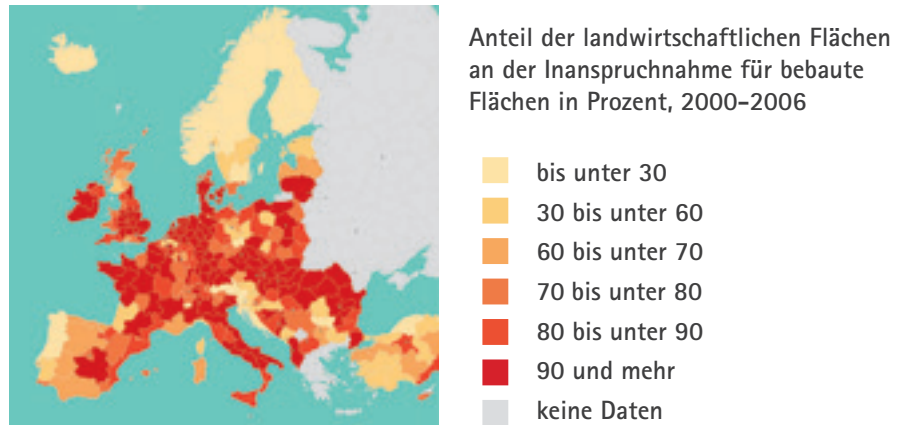 Anteil der landwirtschaftlichen Flächen
an der Inanspruchnahme für bebaute
Flächen in Prozent, 2000–2006
bis unter 30
30 bis unter 60
60 bis unter 70
70 bis unter 80
80 bis unter 90
90 und mehr
keine Daten